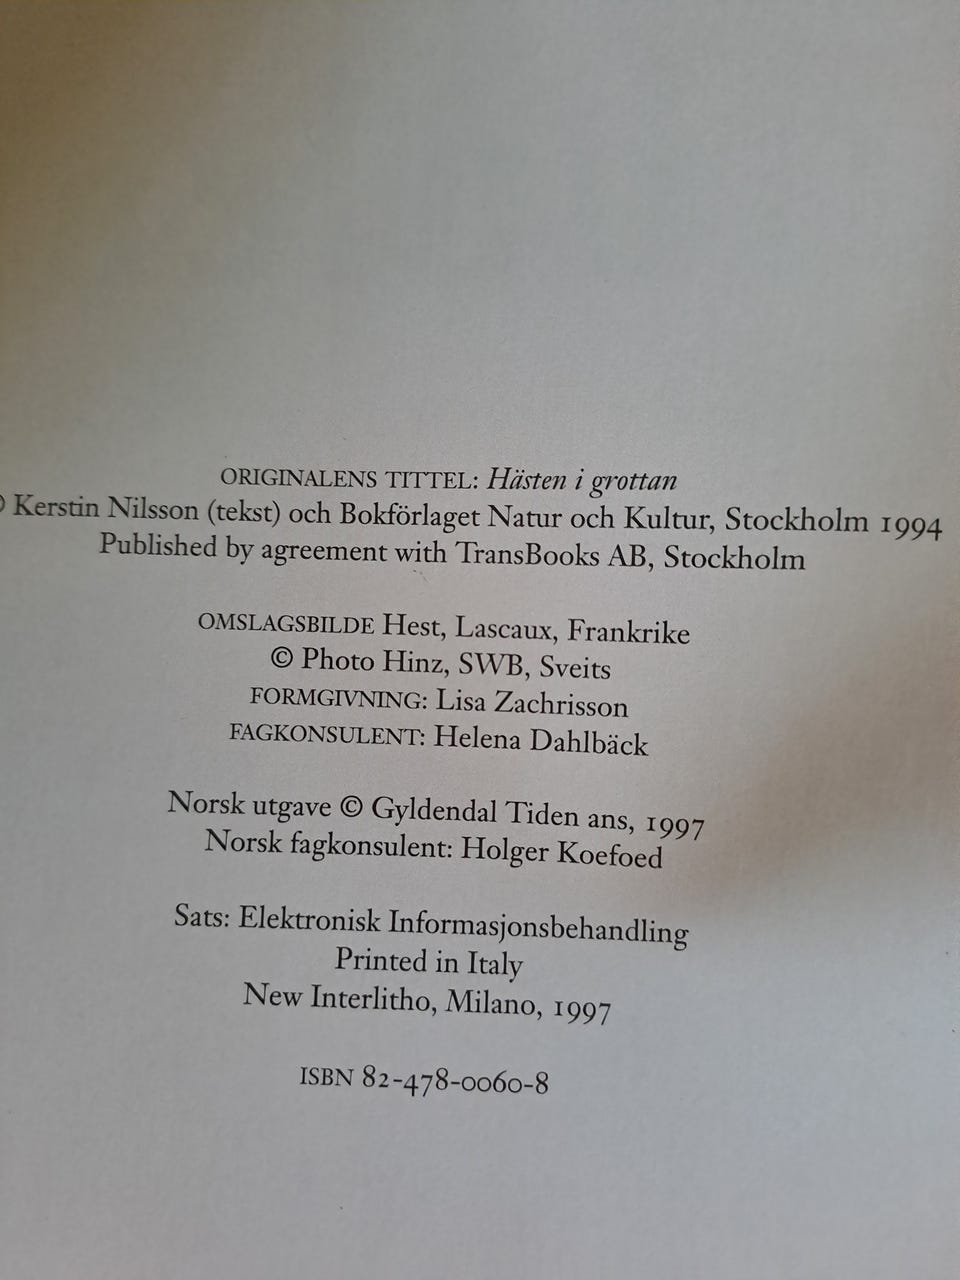 ORIGINALENS TITTEL: Hästen i grottan
© Kerstin Nilsson (tekst) och Bokförlaget Natur och Kultur, Stockholm 1994
Published by agreement with TransBooks AB, Stockholm
OMSLAGSBILDE Hest, Lascaux, Frankrike
© Photo Hinz, SWB, Sveits
FORMGIVNING: Lisa Zachrisson
FAGKONSULENT: Helena Dahlbäck
Norsk utgave © Gyldendal Tiden ans, 1997
Norsk fagkonsulent: Holger Koefoed
Sats: Elektronisk Informasjonsbehandling
Printed in Italy
New Interlitho, Milano, 1997
ISBN 82-478-0060-8